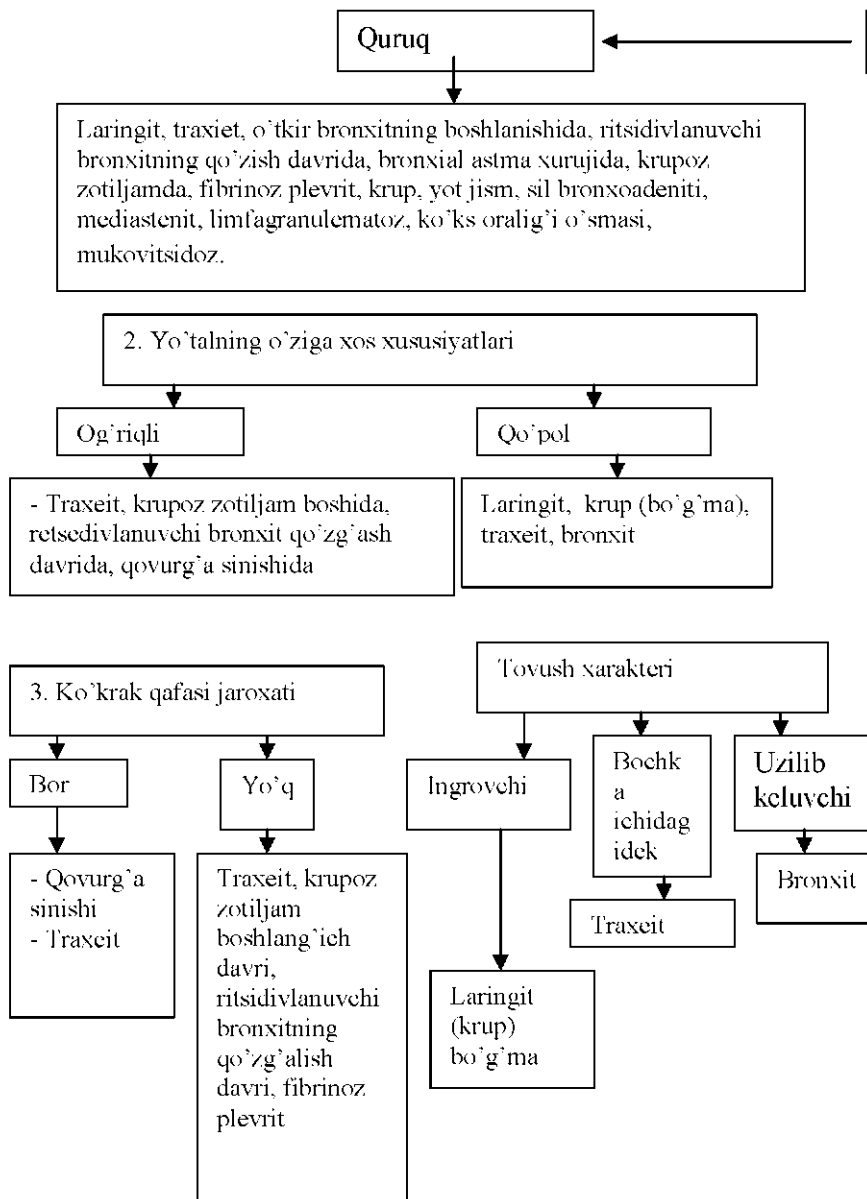 Quruq
Laringit, traxiet, o’tkir bronxitning boshlanishida, ritsidivlanuvchi
bronxitning qo’zish davrida, bronxial astma xurujida, krupoz
zotiljamda, fibrinoz plevrit, krup, yot jism, sil bronxoadeniti,
mediastenit, limfagranulematoz, ko’ks oralig’i o’smasi,
mukovitsidoz.
2. Yo’talning o’ziga xos xususiyatlari
Og’riqli
Qo’pol
- Traxeit, krupoz zotiljam boshida,
retsedivlanuvchi bronxit qo’zg’ash
davrida, qovurg’a sinishida
Laringit, krup (bo’g’ma),
traxeit, bronxit
3. Ko’krak qafasi jaroxati
Bor
Yo’q
- Qovurg’a
sinishi
- Traxeit
Traxeit, krupoz
zotiljam
boshlang’ich
davri,
ritsidivlanuvchi
bronxitning
qo’zg’alish
davri, fibrinoz
plevrit
Tovush xarakteri
Ingrovchi
Bochk
a
ichidag
idek
Uzilib
keluvchi
Laringit
(krup)
bo’g’ma
Traxeit
Bronxit